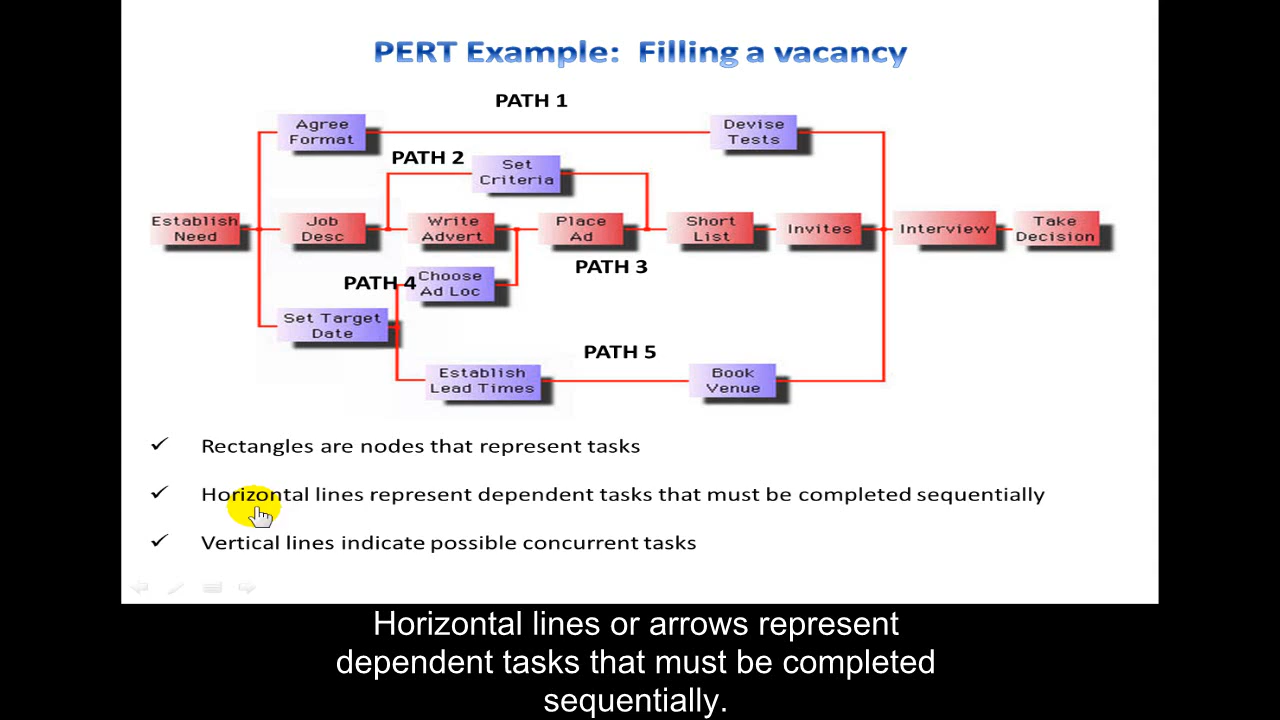 PERT Example: Filling a vacancy
PATH 1
Agree
Format
Devise
Tests
PATH 2
Set
Criteria
Establish
Need
Job
Desc
Write
Advert
Place
Ad
Short
List
Invites
Interview
Take
Decision
PATH 3
PATH 4
Choose
Ad Loc
Set Target
Date
PATH 5
Establish
Lead Times
Book
Venue
✓ Rectangles are nodes that represent tasks
✓ Horizontal lines represent dependent tasks that must be completed sequentially
✓ Vertical lines indicate possible concurrent tasks
Horizontal lines or arrows represent
dependent tasks that must be completed
sequentially.